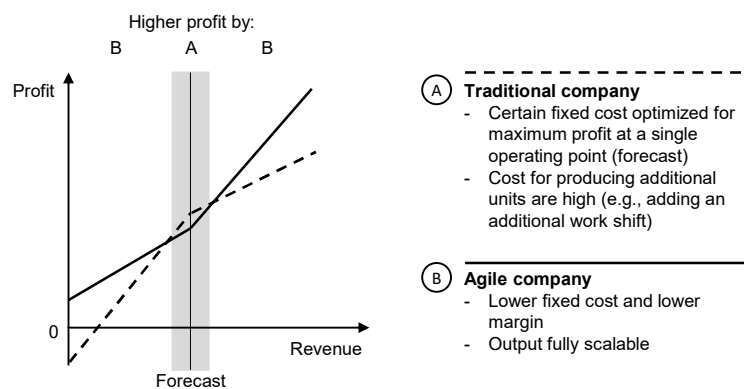 Higher profit by:
B A B
Profit
0
Revenue
Forecast
A Traditional company
- Certain fixed cost optimized for
maximum profit at a single
operating point (forecast)
- Cost for producing additional
units are high (e.g., adding an
additional work shift)
B Agile company
- Lower fixed cost and lower
margin
- Output fully scalable